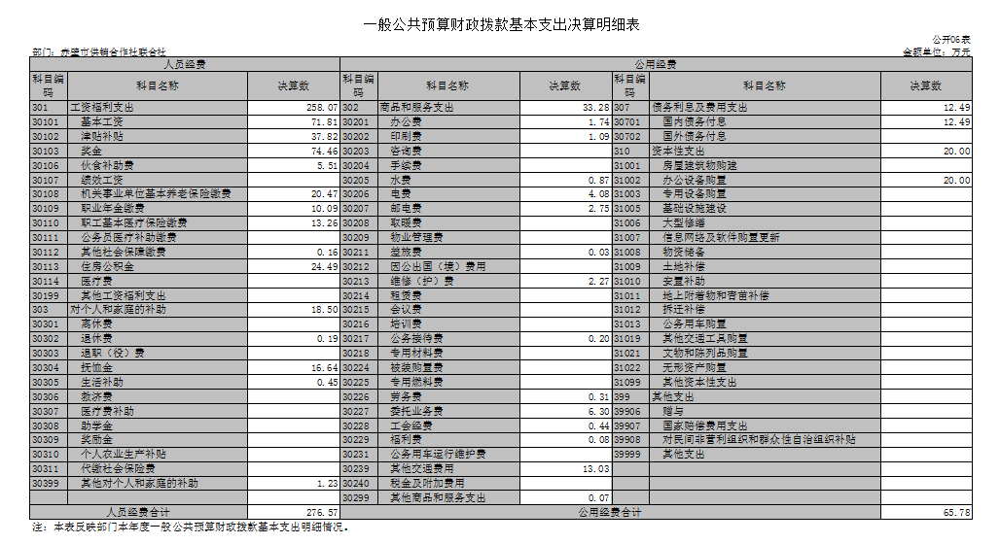 一般公共预算财政拨款基本支出决算明细表
公开06表
部门：赤壁市供销合作社联合社 金额单位：万元
人员经费 公用经费
科目编码 科目名称 决算数 科目编码 科目名称 决算数 科目编码 科目名称 决算数
301 工资福利支出 258.07 302 商品和服务支出 33.28 307 债务利息及费用支出 12.49
30101 基本工资 71.81 30201 办公费 1.74 30701 国内债务付息 12.49
30102 津贴补贴 37.82 30202 印刷费 1.09 30702 国外债务付息
30103 奖金 74.46 30203 咨询费 310 资本性支出 20.00
30106 伙食补助费 5.51 30204 手续费 31001 房屋建筑物购建
30107 绩效工资 30205 水费 0.87 31002 办公设备购置 20.00
30108 机关事业单位基本养老保险缴费 20.47 30206 电费 4.08 31003 专用设备购置
30109 职业年金缴费 10.09 30207 邮电费 2.75 31005 基础设施建设
30110 职工基本医疗保险缴费 13.26 30208 取暖费 31006 大型修缮
30111 公务员医疗补助缴费 30209 物业管理费 31007 信息网络及软件购置更新
30112 其他社会保障缴费 0.16 30211 差旅费 0.03 31008 物资储备
30113 住房公积金 24.49 30212 因公出国（境）费用 31009 土地补偿
30114 医疗费 30213 维修（护）费 2.27 31010 安置补助
30199 其他工资福利支出 30214 租赁费 31011 地上附着物和青苗补偿
303 对个人和家庭的补助 18.50 30215 会议费 31012 拆迁补偿
30301 离休费 30216 培训费 31013 公务用车购置
30302 退休费 0.19 30217 公务接待费 0.20 31019 其他交通工具购置
30303 退职（役）费 30218 专用材料费 31021 文物和陈列品购置
30304 抚恤金 16.64 30224 被装购置费 31022 无形资产购置
30305 生活补助 0.45 30225 专用燃料费 31099 其他资本性支出
30306 救济费 30226 劳务费 0.31 399 其他支出
30307 医疗费补助 30227 委托业务费 6.30 39906 赠与
30308 助学金 30228 工会经费 0.44 39907 国家赔偿费用支出
30309 奖励金 30229 福利费 0.08 39908 对民间非营利组织和群众性自治组织补贴
30310 个人农业生产补贴 30231 公务用车运行维护费 39999 其他支出
30311 代缴社会保险费 30239 其他交通费用 13.03
30399 其他对个人和家庭的补助 1.23 30240 税金及附加费用
30299 其他商品和服务支出 0.07
人员经费合计 276.57 公用经费合计 65.78
注：本表反映部门本年度一般公共预算财政拨款基本支出明细情况。